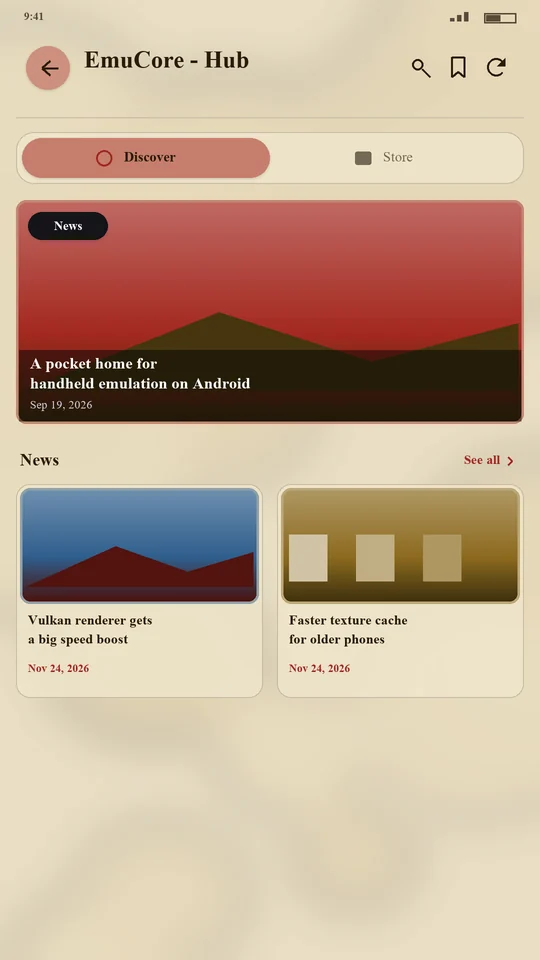 9:41
EmuCore - Hub
Discover
Store
News
A pocket home for
handheld emulation on Android
Sep 19, 2026
News
See all
Vulkan renderer gets
a big speed boost
Nov 24, 2026
Faster texture cache
for older phones
Nov 24, 2026